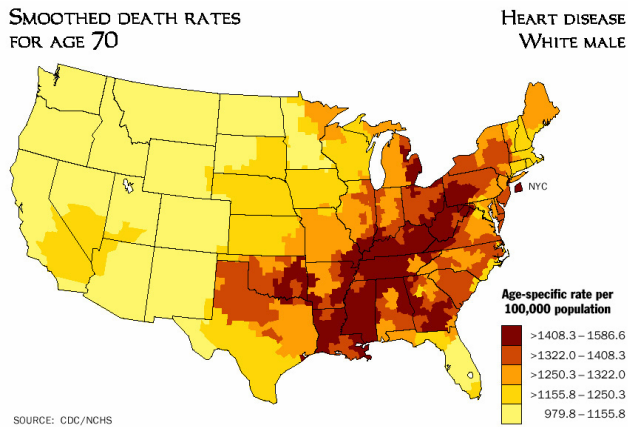 SMOOTHED DEATH RATES
FOR AGE 70
HEART DISEASE
WHITE MALE
NYC
Age-specific rate per
100,000 population
>1408.3 – 1586.6
>1322.0 – 1408.3
>1250.3 – 1322.0
>1155.8 – 1250.3
979.8 – 1155.8
SOURCE: CDC/NCHS